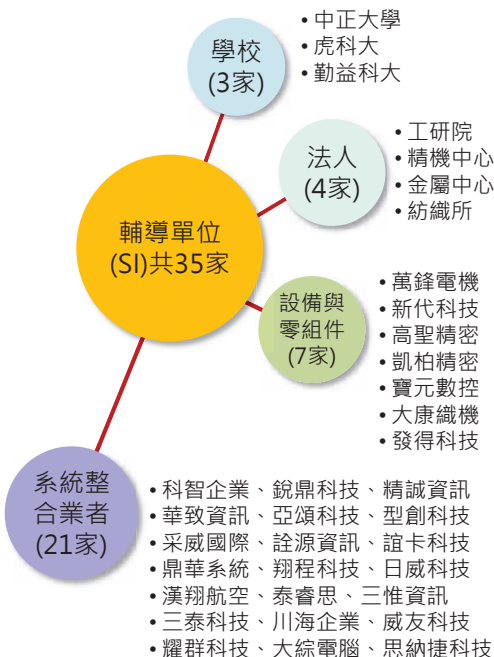 學校
(3家)
• 中正大學
• 虎科大
• 勤益科大
法人
(4家)
• 工研院
• 精機中心
• 金屬中心
• 紡織所
輔導單位
(SI)共35家
設備與
零組件
(7家)
• 萬鋒電機
• 新代科技
• 高聖精密
• 凱柏精密
• 寶元數控
• 大康織機
• 發得科技
系統整
合業者
(21家)
• 科智企業、銳鼎科技、精誠資訊
• 華致資訊、亞頌科技、型創科技
• 采威國際、詮源資訊、誼卡科技
• 鼎華系統、翔程科技、日威科技
• 漢翔航空、泰睿思、三惟資訊
• 三泰科技、川海企業、威友科技
• 耀群科技、大綜電腦、思納捷科技